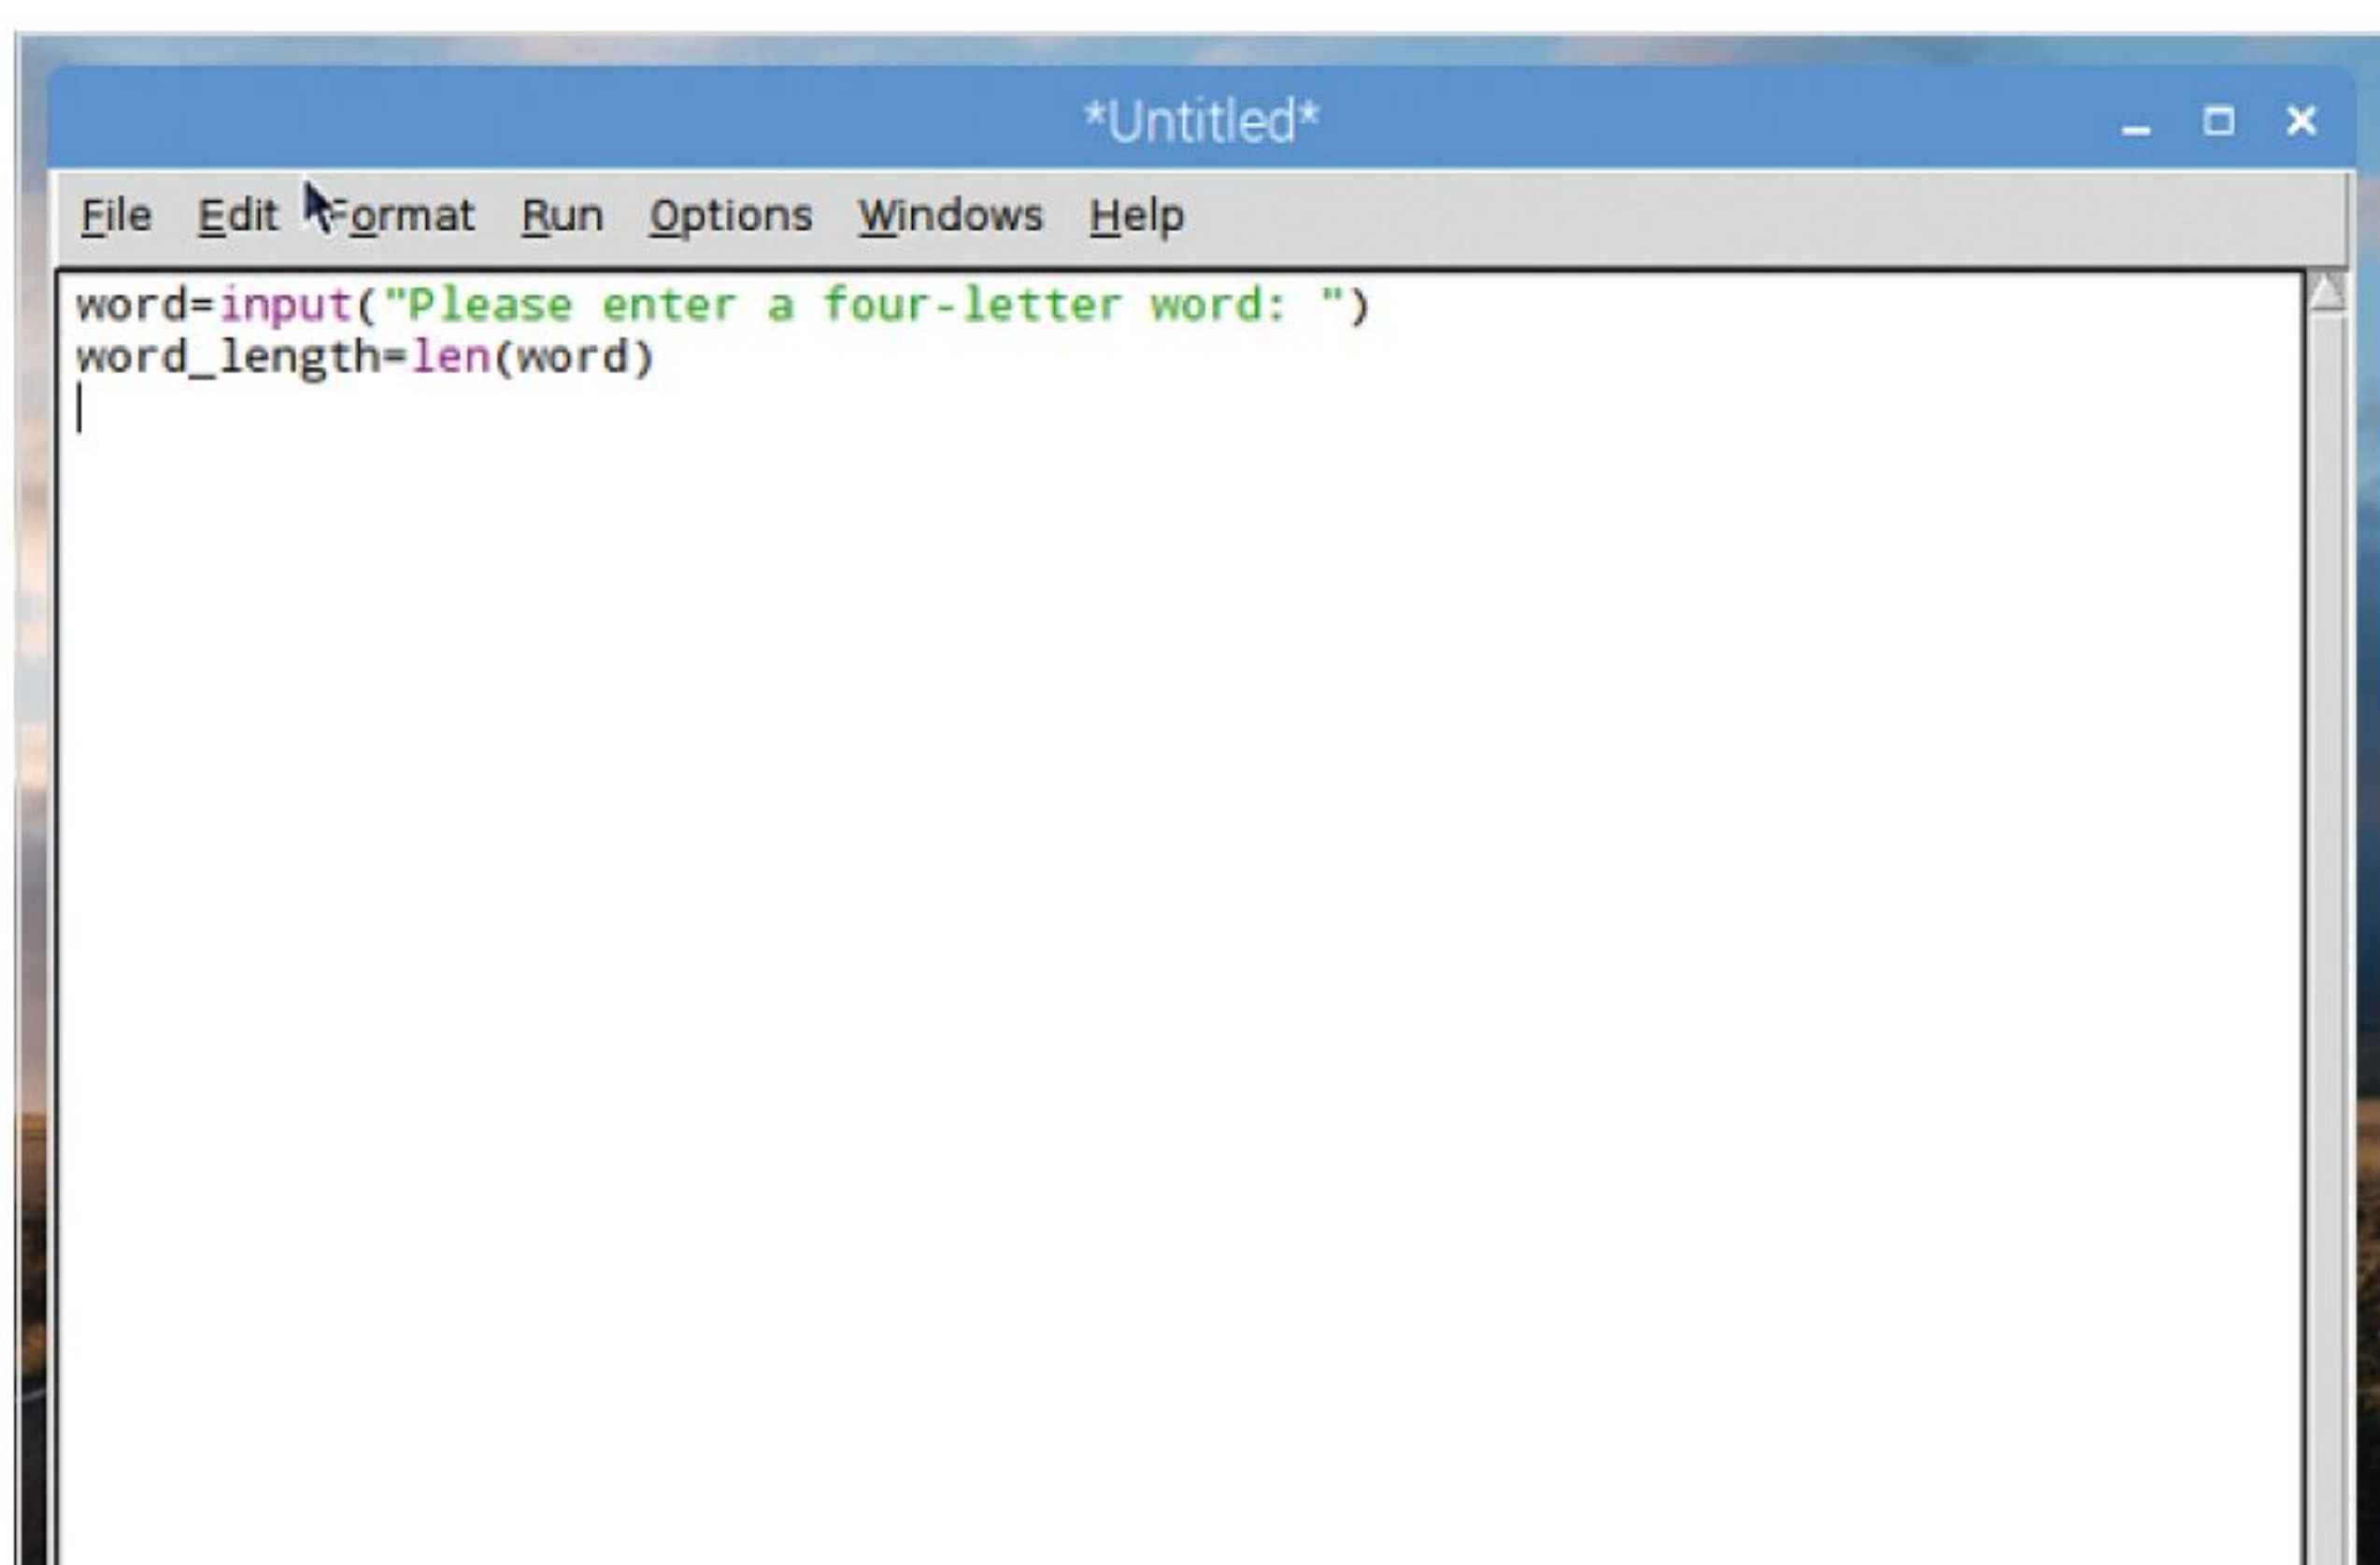 *Untitled*
File Edit Format Run Options Windows Help
word=input("Please enter a four-letter word: ")
word_length=len(word)